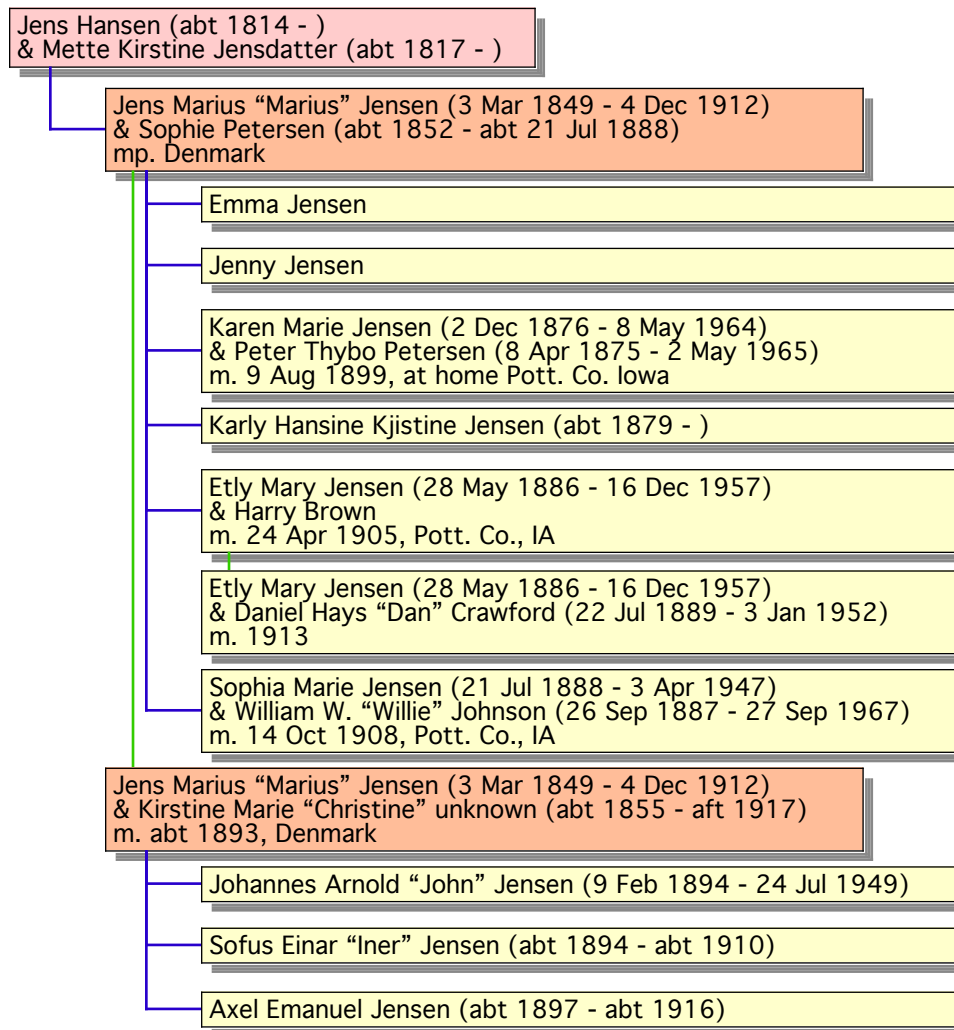 Jens Hansen (abt 1814 - )
& Mette Kirstine Jensdatter (abt 1817 - )
Jens Marius “Marius” Jensen (3 Mar 1849 - 4 Dec 1912)
& Sophie Petersen (abt 1852 - abt 21 Jul 1888)
mp. Denmark
Emma Jensen
Jenny Jensen
Karen Marie Jensen (2 Dec 1876 - 8 May 1964)
& Peter Thybo Petersen (8 Apr 1875 - 2 May 1965)
m. 9 Aug 1899, at home Pott. Co. Iowa
Karly Hansine Kjistine Jensen (abt 1879 - )
Etly Mary Jensen (28 May 1886 - 16 Dec 1957)
& Harry Brown
m. 24 Apr 1905, Pott. Co., IA
Etly Mary Jensen (28 May 1886 - 16 Dec 1957)
& Daniel Hays “Dan” Crawford (22 Jul 1889 - 3 Jan 1952)
m. 1913
Sophia Marie Jensen (21 Jul 1888 - 3 Apr 1947)
& William W. “Willie” Johnson (26 Sep 1887 - 27 Sep 1967)
m. 14 Oct 1908, Pott. Co., IA
Jens Marius “Marius” Jensen (3 Mar 1849 - 4 Dec 1912)
& Kirstine Marie “Christine” unknown (abt 1855 - aft 1917)
m. abt 1893, Denmark
Johannes Arnold “John” Jensen (9 Feb 1894 - 24 Jul 1949)
Sofus Einar “Iner” Jensen (abt 1894 - abt 1910)
Axel Emanuel Jensen (abt 1897 - abt 1916)